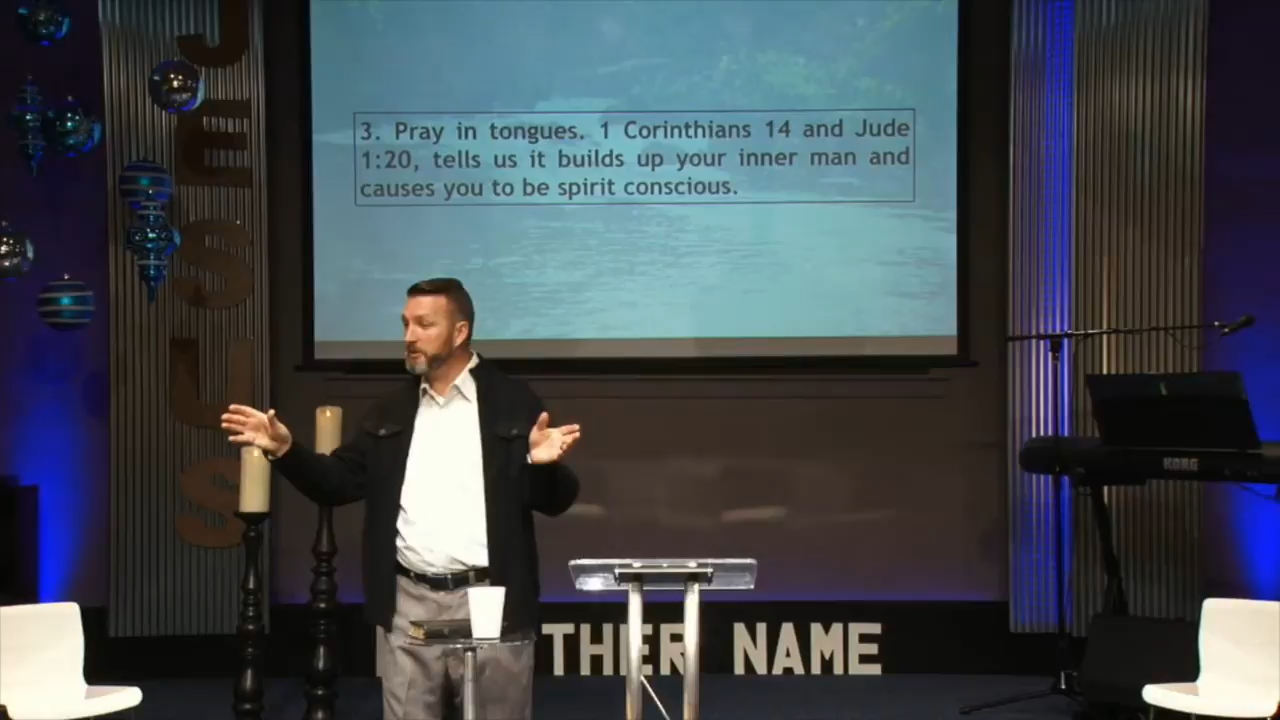 JESUS
3. Pray in tongues. 1 Corinthians 14 and Jude
1:20, tells us it builds up your inner man and
causes you to be spirit conscious.
KORG
THER NAME